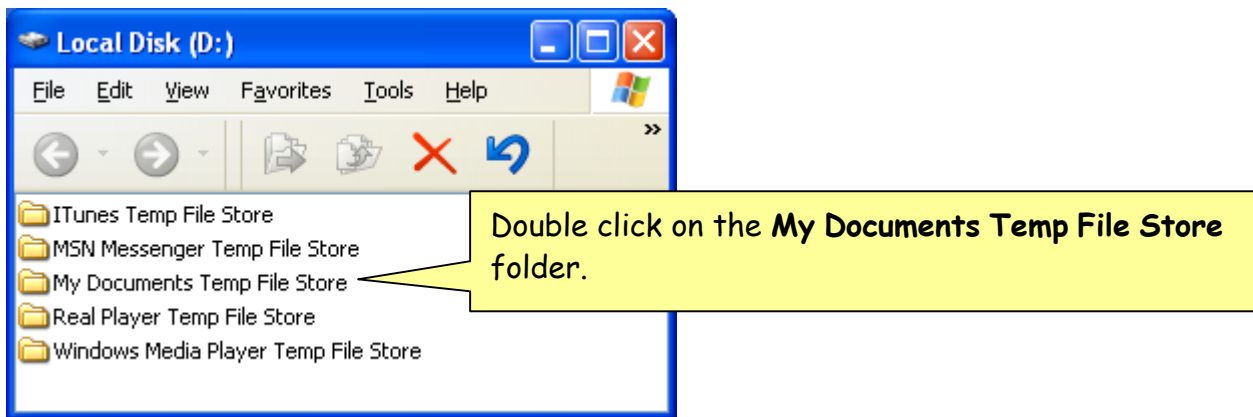 Local Disk (D:)
File Edit View Favorites Tools Help
»
ITunes Temp File Store
MSN Messenger Temp File Store
My Documents Temp File Store
Real Player Temp File Store
Windows Media Player Temp File Store
Double click on the My Documents Temp File Store
folder.